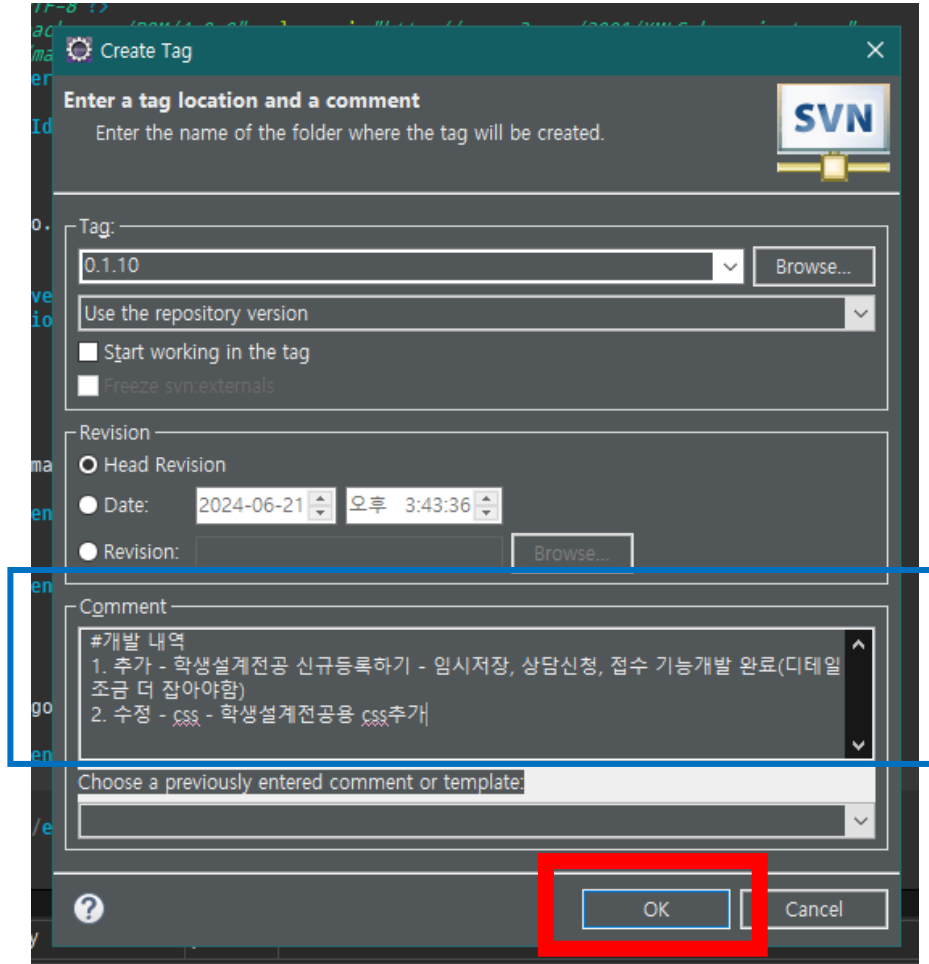 Create Tag
Enter a tag location and a comment
Enter the name of the folder where the tag will be created.
SVN
Tag:
0.1.10
Browse...
Use the repository version
Start working in the tag
Freeze svn:externals
Revision
Head Revision
Date:
2024-06-21
오후 3:43:36
Revision:
Browse...
Comment
#개발 내역
1. 추가 - 학생설계전공 신규등록하기 - 임시저장, 상담신청, 접수 기능개발 완료(디테일
조금 더 잡아야함)
2. 수정 - css - 학생설계전공용 css추가
Choose a previously entered comment or template:
OK
Cancel